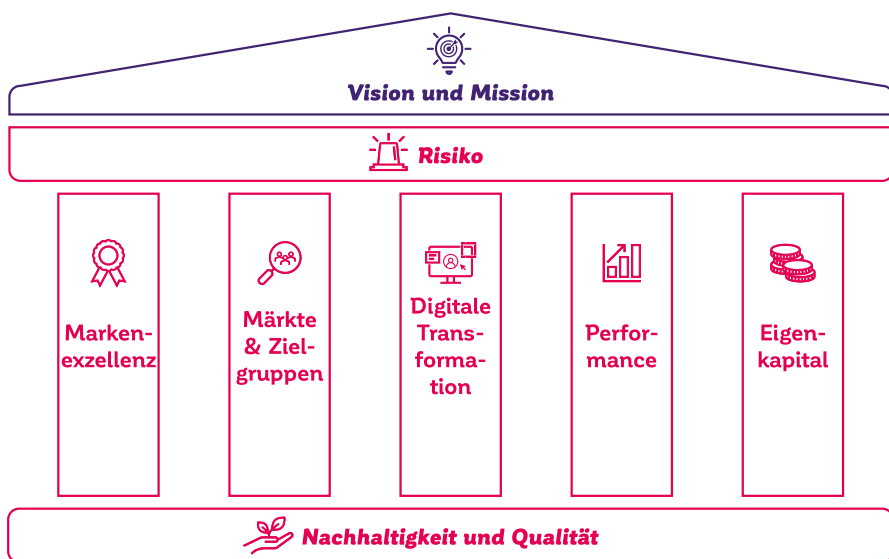 Vision und Mission
Risiko
Marken-
exzellenz
Märkte
& Ziel-
gruppen
Digitale
Trans-
forma-
tion
Perfor-
mance
Eigen-
kapital
Nachhaltigkeit und Qualität